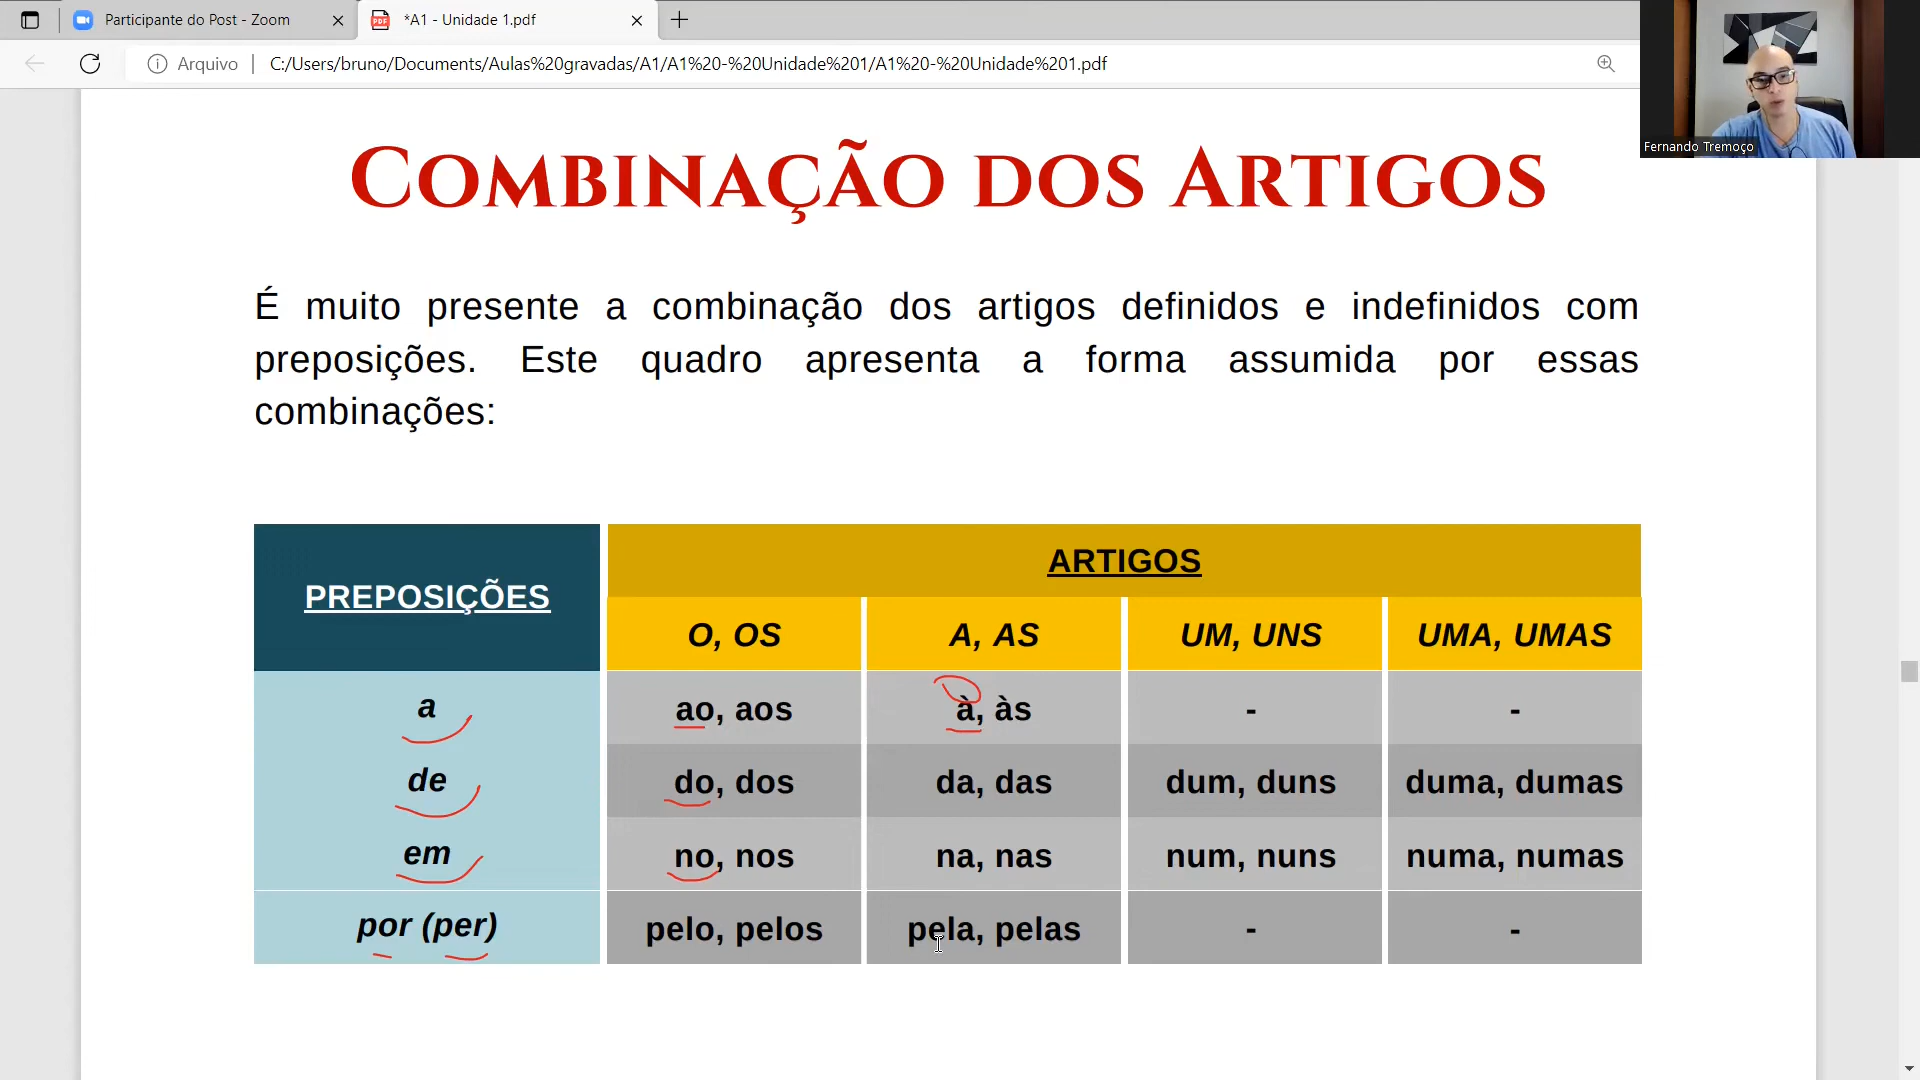 Participante do Post - Zoom
*A1 - Unidade 1.pdf
Arquivo
C:/Users/bruno/Documents/Aulas%20gravadas/A1/A1%20-%20Unidade%201/A1%20-%20Unidade%201.pdf
Fernando Tremoço
COMBINAÇÃO DOS ARTIGOS
É muito presente a combinação dos artigos definidos e indefinidos com
preposições. Este quadro apresenta a forma assumida por essas
combinações:
PREPOSIÇÕES
ARTIGOS
O, OS A, AS UM, UNS UMA, UMAS
a ao, aos à, às - -
de do, dos da, das dum, duns duma, dumas
em no, nos na, nas num, nuns numa, numas
por (per) pelo, pelos pela, pelas - -